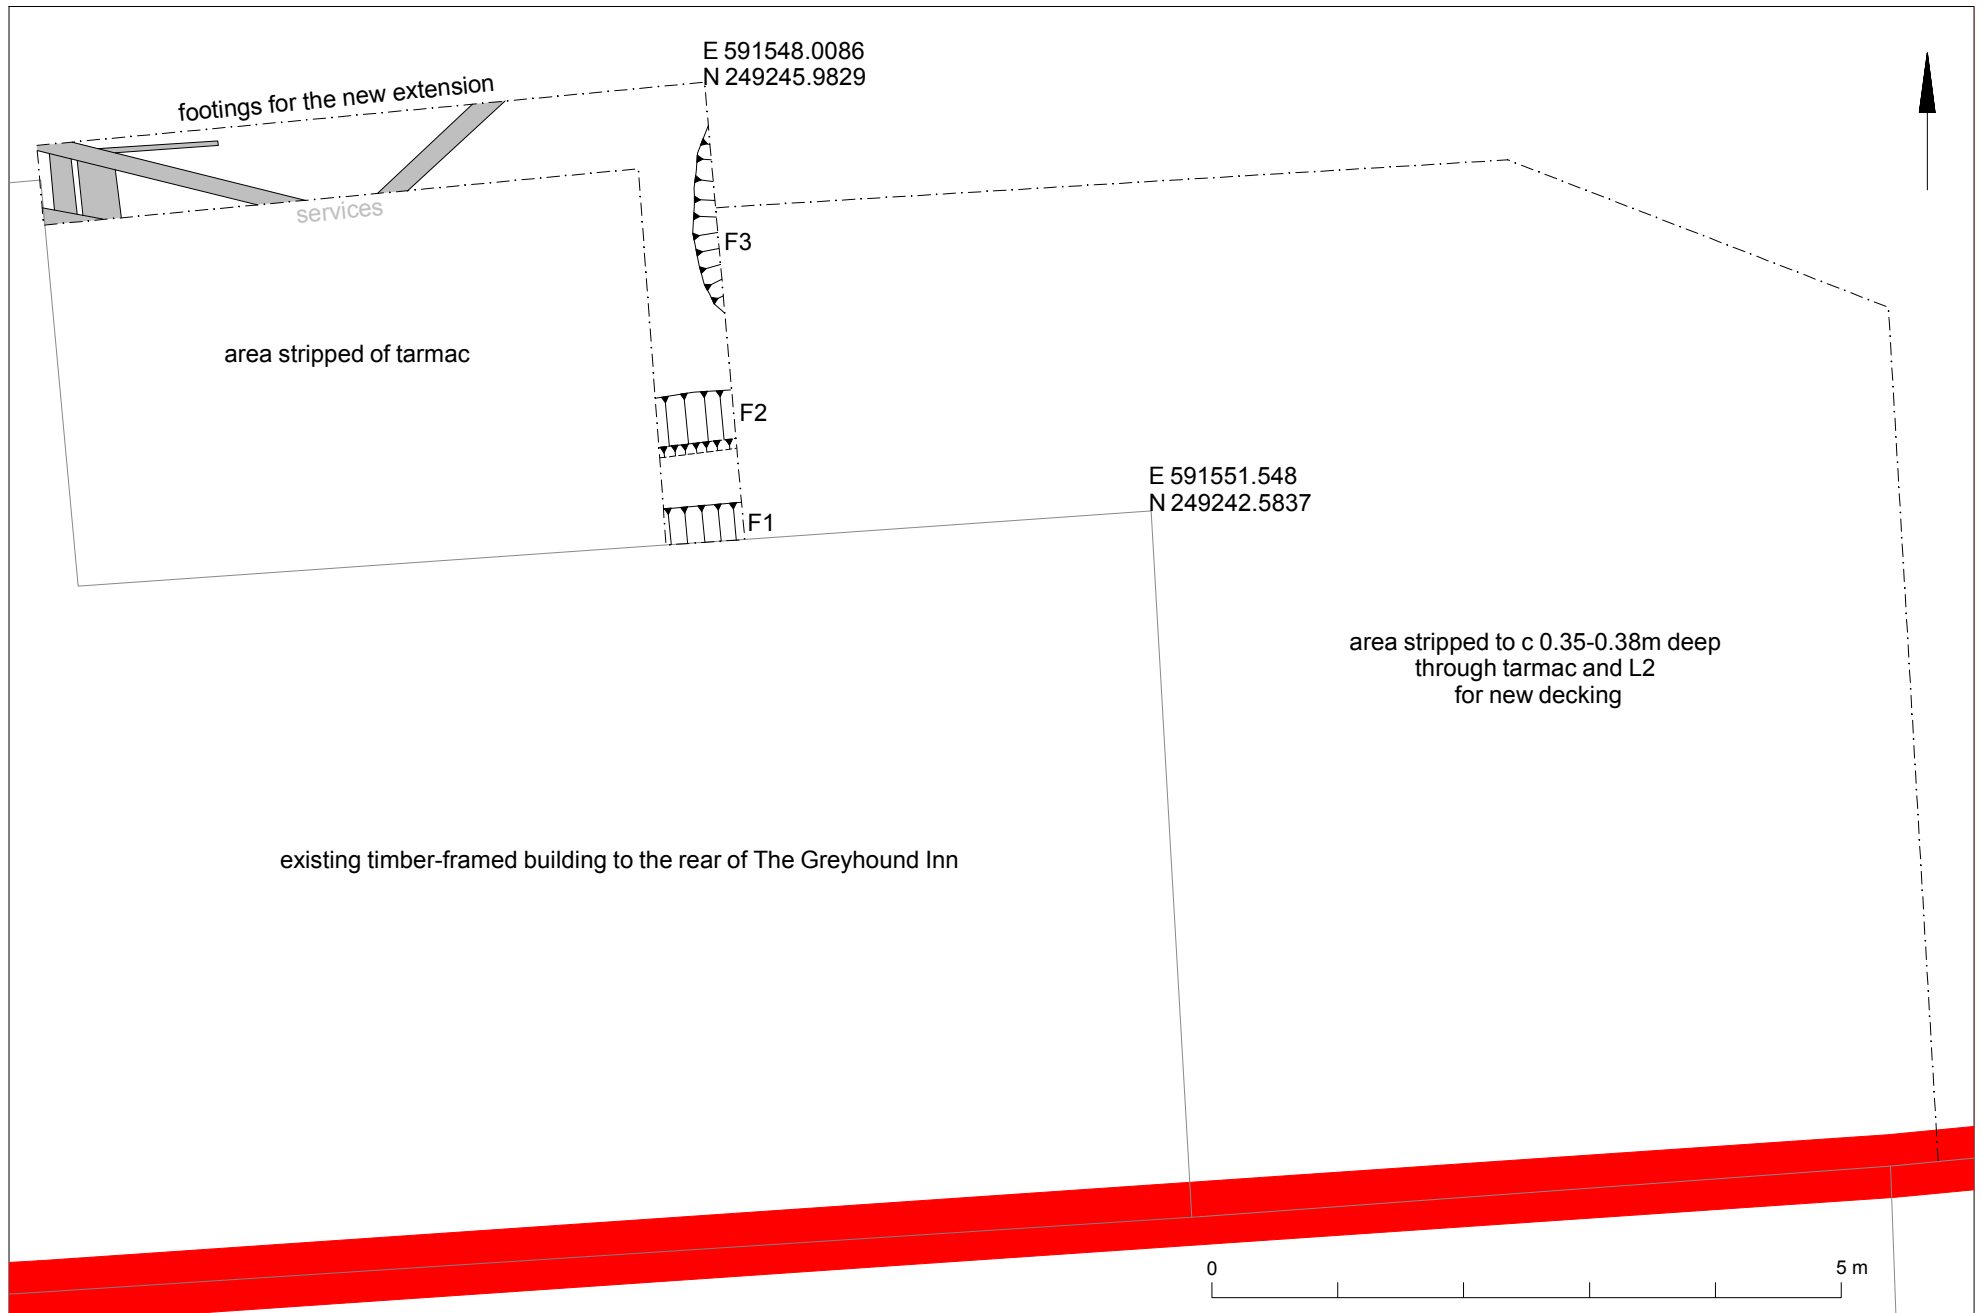 E 591548.0086
N 249245.9829
footings for the new extension
services
F3
area stripped of tarmac
F2
E 591551.548
N 249242.5837
F1
area stripped to c 0.35-0.38m deep
through tarmac and L2
for new decking
existing timber-framed building to the rear of The Greyhound Inn
0
5 m